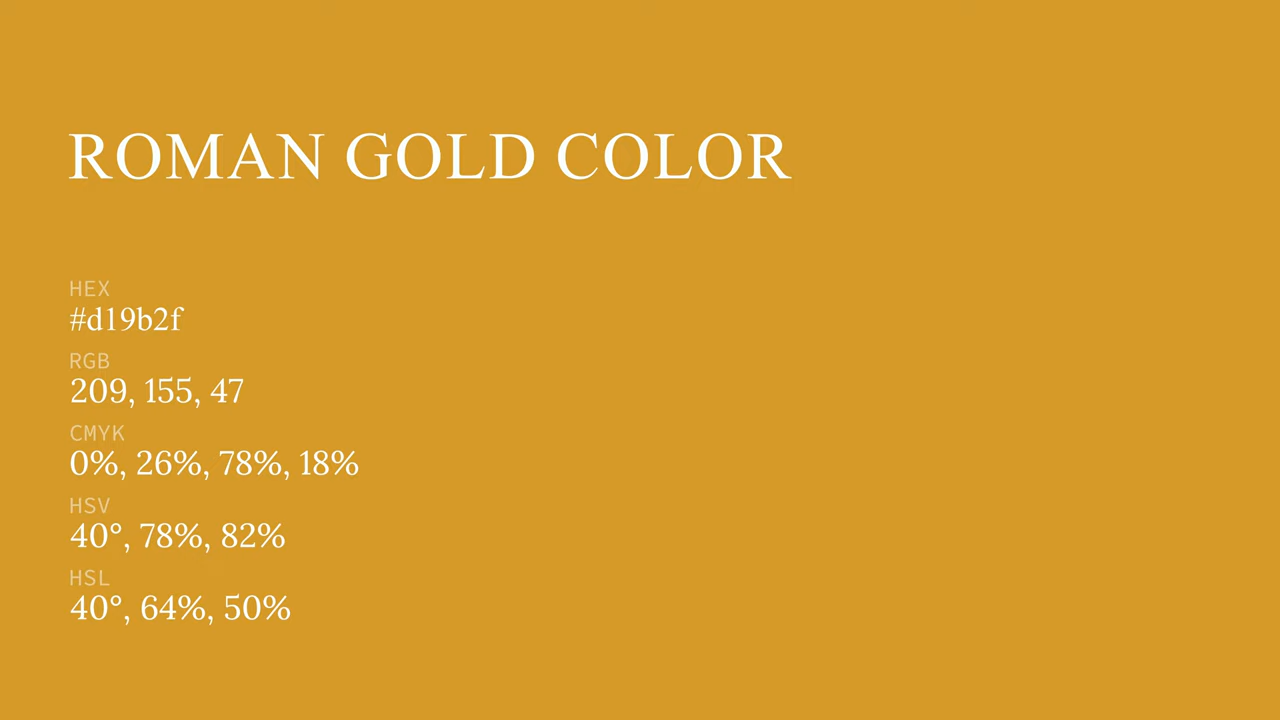 ROMAN GOLD COLOR
HEX
#d19b2f
RGB
209, 155, 47
CMYK
0%, 26%, 78%, 18%
HSV
40°, 78%, 82%
HSL
40°, 64%, 50%